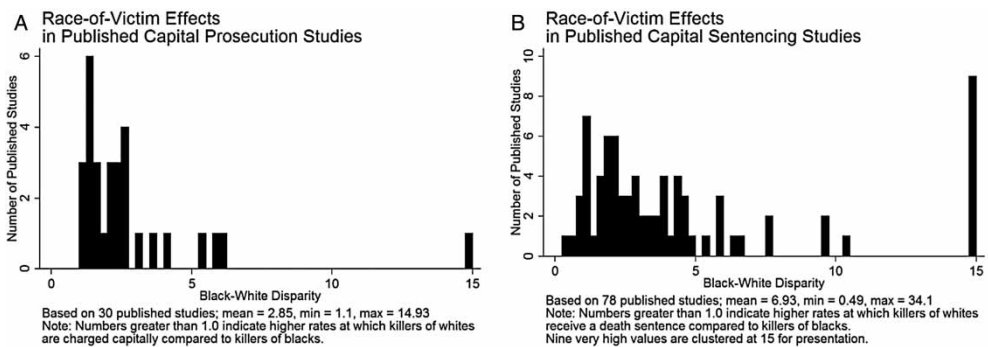 A
Race-of-Victim Effects
in Published Capital Prosecution Studies
Number of Published Studies
6
4
2
0
0
5
10
15
Black-White Disparity
Based on 30 published studies; mean = 2.85, min = 1.1, max = 14.93
Note: Numbers greater than 1.0 indicate higher rates at which killers of whites
are charged capitally compared to killers of blacks.
B
Race-of-Victim Effects
in Published Capital Sentencing Studies
Number of Published Studies
10
8
6
4
2
0
0
5
10
15
Black-White Disparity
Based on 78 published studies; mean = 6.93, min = 0.49, max = 34.1
Note: Numbers greater than 1.0 indicate higher rates at which killers of whites
receive a death sentence compared to killers of blacks.
Nine very high values are clustered at 15 for presentation.